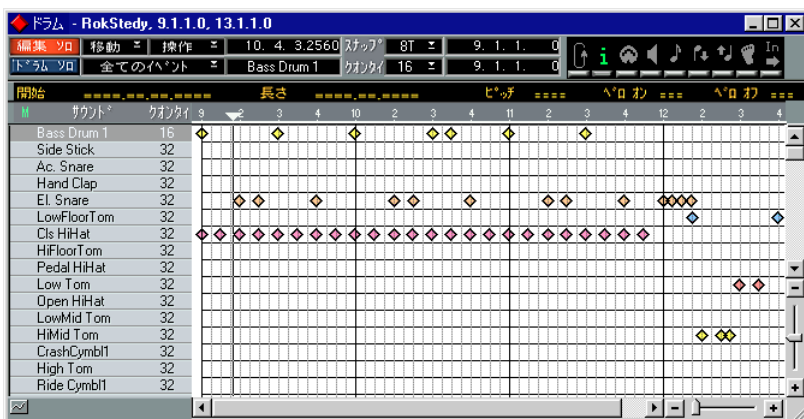 ドラム - RokStedy, 9.1.1.0, 13.1.1.0
編集 ソロ 移動 操作 10. 4. 3.2560 スナップ 8T 9. 1. 1. 0
ドラム ソロ 全てのイベント Bass Drum 1 クオンタイ 16 9. 1. 1. 0
In
開始 ----.--.--.---- 長さ ----.--.--.---- ピッチ ---- ベロ オン --- ベロ オフ ---
M サウンド クオンタイ 9 2 3 4 10 2 3 4 11 2 3 4 12 2 3 4
Bass Drum 1 16
Side Stick 32
Ac. Snare 32
Hand Clap 32
El. Snare 32
LowFloorTom 32
Cls HiHat 32
HiFloorTom 32
Pedal HiHat 32
Low Tom 32
Open HiHat 32
LowMid Tom 32
HiMid Tom 32
CrashCymbl1 32
High Tom 32
Ride Cymbl1 32